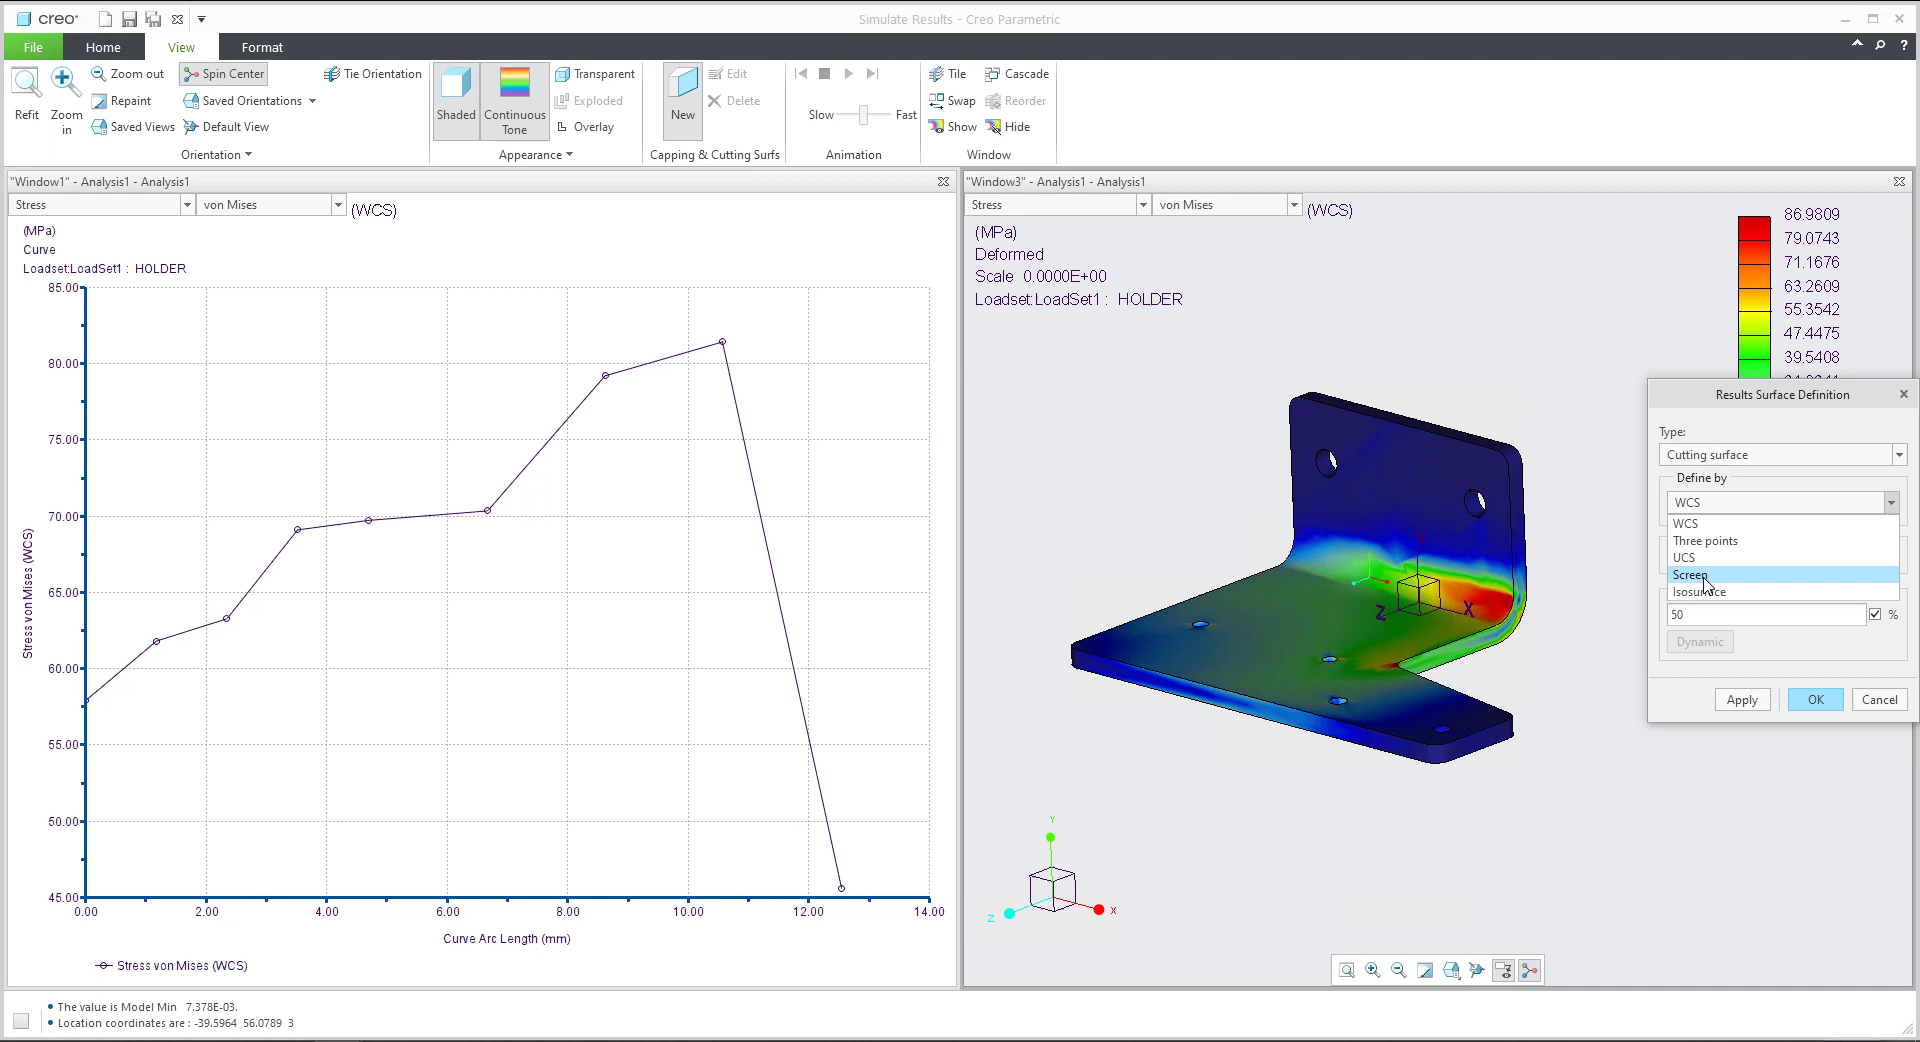 creo®
Simulate Results - Creo Parametric
File Home View Format
Refit
Zoom in
Zoom out
Repaint
Saved Views
Spin Center
Saved Orientations
Default View
Tie Orientation
Orientation
Shaded
Continuous Tone
Transparent
Exploded
Overlay
Appearance
New
Edit
Delete
Capping & Cutting Surfs
Slow Fast
Animation
Tile
Swap
Show
Cascade
Reorder
Hide
Window
"Window1" - Analysis1 - Analysis1
Stress von Mises (WCS)
(MPa)
Curve
Loadset:LoadSet1 : HOLDER
85.00
80.00
75.00
70.00
65.00
60.00
55.00
50.00
45.00
Stress von Mises (WCS)
0.00 2.00 4.00 6.00 8.00 10.00 12.00 14.00
Curve Arc Length (mm)
Stress von Mises (WCS)
"Window3" - Analysis1 - Analysis1
Stress von Mises (WCS)
(MPa)
Deformed
Scale 0.0000E+00
Loadset:LoadSet1 : HOLDER
86.9809
79.0743
71.1676
63.2609
55.3542
47.4475
39.5408
Z X
Y
Z X
Results Surface Definition
Type:
Cutting surface
Define by
WCS
WCS
Three points
UCS
Screen
Isosurface
50 %
Dynamic
Apply OK Cancel
The value is Model Min 7.378E-03.
Location coordinates are : -39.5964 56.0789 3